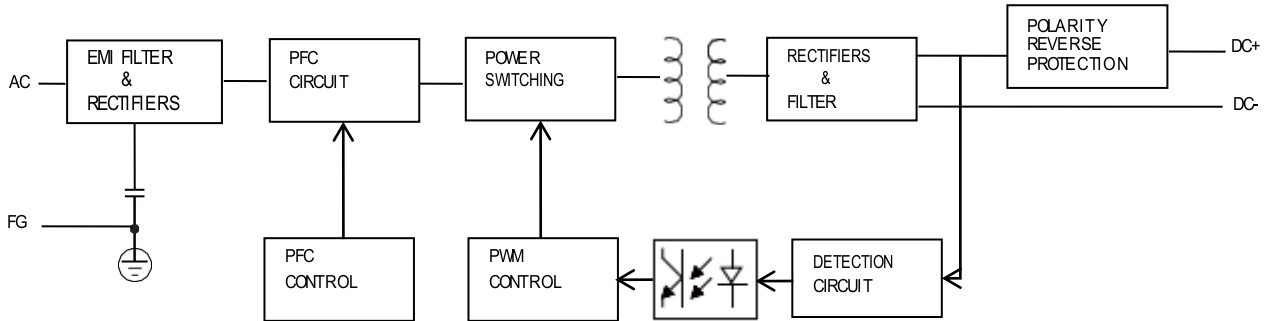 AC
EMI FILTER
&
RECTIFIERS
PFC
CIRCUIT
POWER
SWITCHING
RECTIFIERS
&
FILTER
POLARITY
REVERSE
PROTECTION
DC+
DC-
FG
PFC
CONTROL
PWM
CONTROL
DETECTION
CIRCUIT